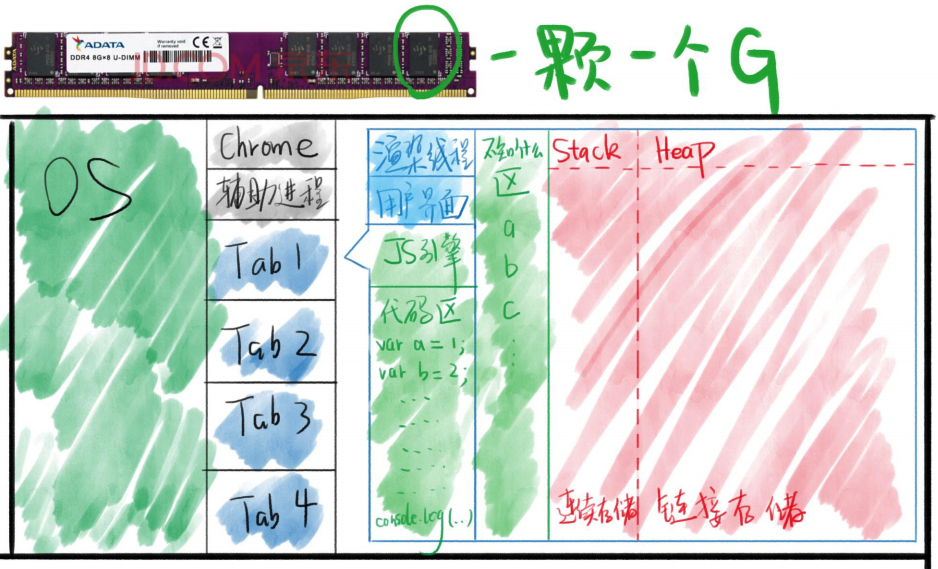 ADATA
DDR4 8G×8 U-DIMM
Warranty void
if removed
CE
一颗一个G
OS
Chrome
辅助进程
Tab 1
Tab 2
Tab 3
Tab 4
渲染线程
用户界面
JS引擎
代码区
var a = 1;
var b = 2;
...
....
....
....
console.log(..)
不知什么
区
a
b
c
Stack
Heap
连续存储
链接存储